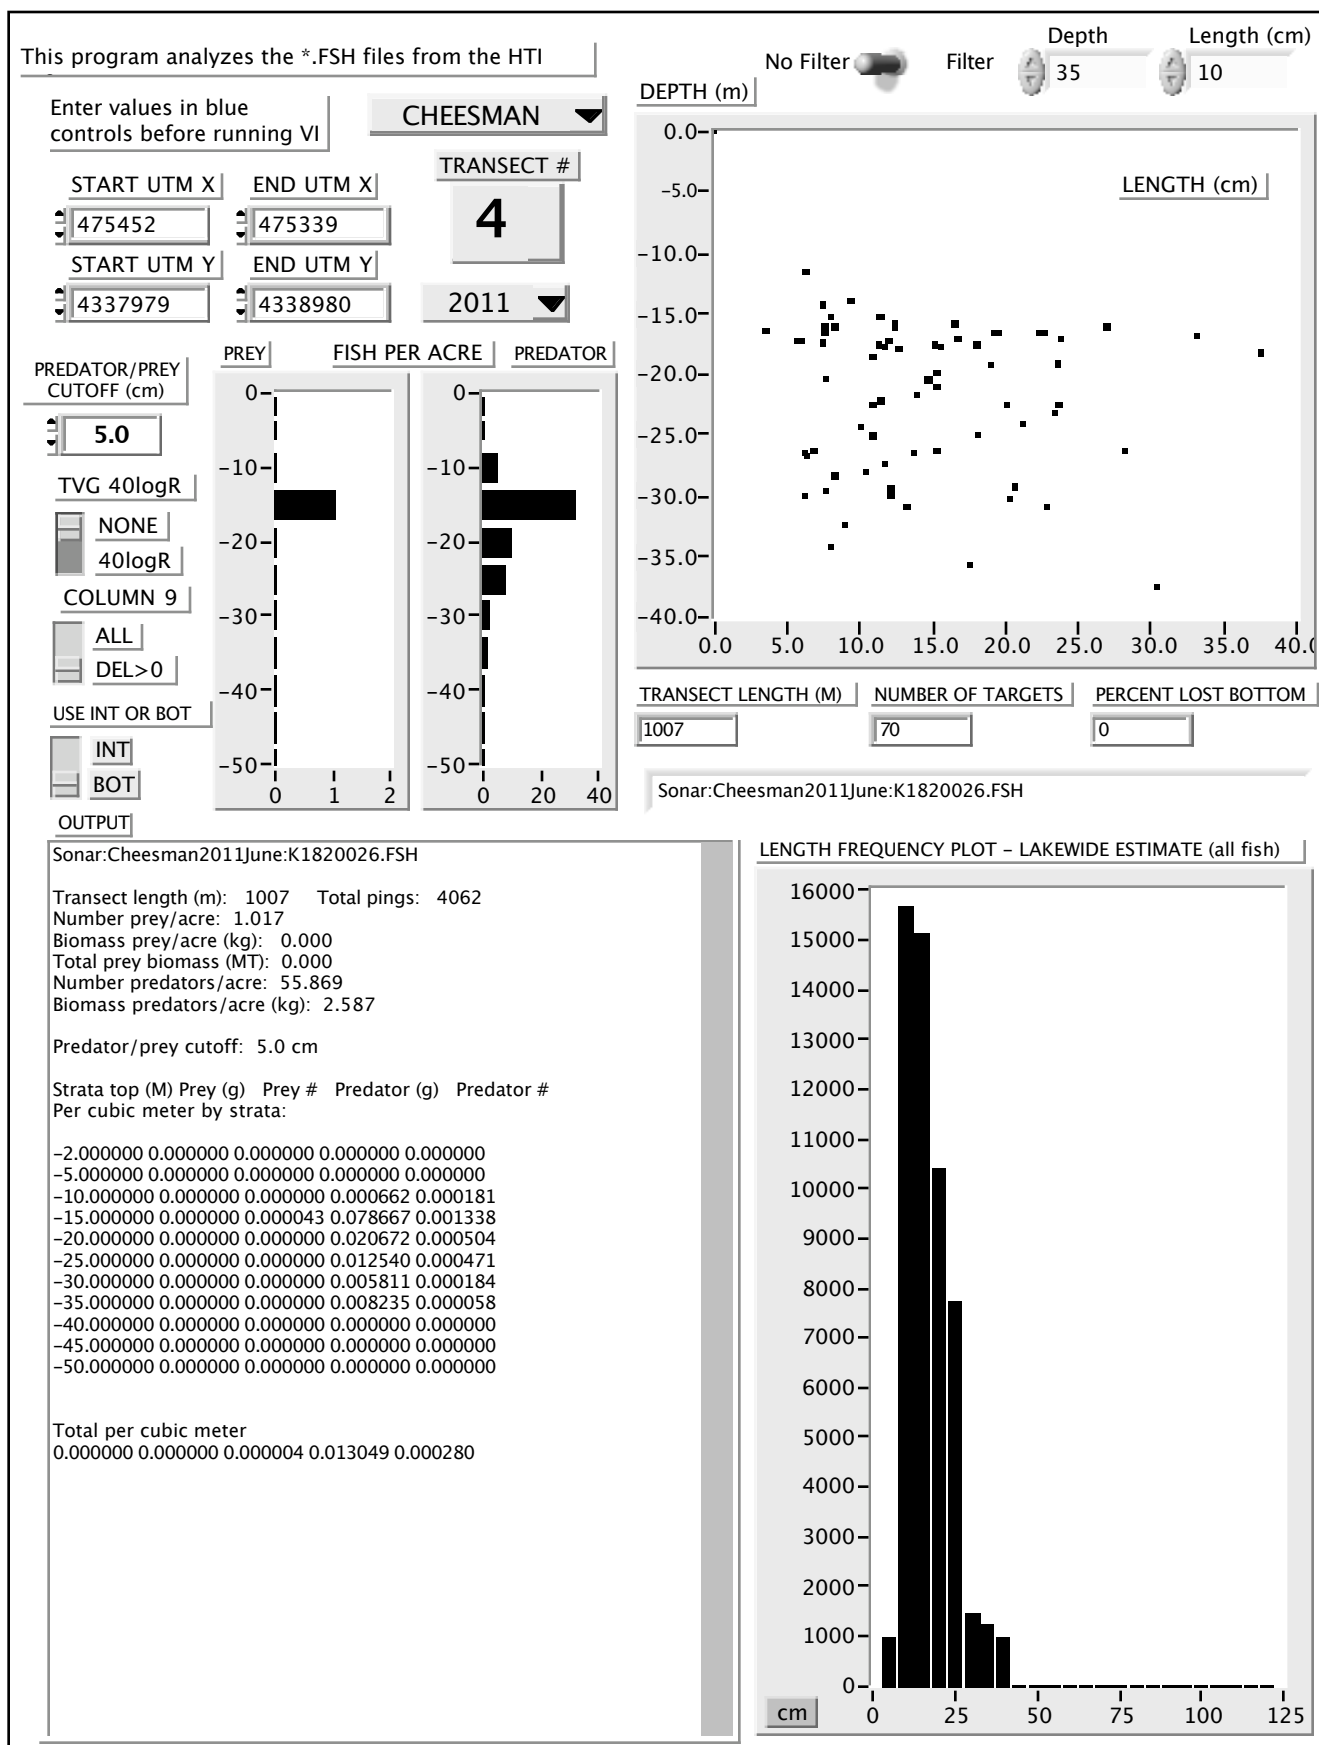 This program analyzes the *.FSH files from the HTI
Enter values in blue
controls before running VI
CHEESMAN
No Filter
Filter
Depth
35
Length (cm)
10
START UTM X
475452
END UTM X
475339
START UTM Y
4337979
END UTM Y
4338980
TRANSECT #
4
2011
DEPTH (m)
LENGTH (cm)
0.0
-5.0
-10.0
-15.0
-20.0
-25.0
-30.0
-35.0
-40.0
0.0 5.0 10.0 15.0 20.0 25.0 30.0 35.0 40.0
PREDATOR/PREY
CUTOFF (cm)
5.0
TVG 40logR
NONE
40logR
COLUMN 9
ALL
DEL>0
USE INT OR BOT
INT
BOT
PREY
FISH PER ACRE
PREDATOR
0
-10
-20
-30
-40
-50
0 1 2
0
-10
-20
-30
-40
-50
0 20 40
TRANSECT LENGTH (M)
1007
NUMBER OF TARGETS
70
PERCENT LOST BOTTOM
0
Sonar:Cheesman2011June:K1820026.FSH
OUTPUT
Sonar:Cheesman2011June:K1820026.FSH
Transect length (m): 1007 Total pings: 4062
Number prey/acre: 1.017
Biomass prey/acre (kg): 0.000
Total prey biomass (MT): 0.000
Number predators/acre: 55.869
Biomass predators/acre (kg): 2.587
Predator/prey cutoff: 5.0 cm
Strata top (M) Prey (g) Prey # Predator (g) Predator #
Per cubic meter by strata:
-2.000000 0.000000 0.000000 0.000000 0.000000
-5.000000 0.000000 0.000000 0.000000 0.000000
-10.000000 0.000000 0.000000 0.000662 0.000181
-15.000000 0.000000 0.000043 0.078667 0.001338
-20.000000 0.000000 0.000000 0.020672 0.000504
-25.000000 0.000000 0.000000 0.012540 0.000471
-30.000000 0.000000 0.000000 0.005811 0.000184
-35.000000 0.000000 0.000000 0.008235 0.000058
-40.000000 0.000000 0.000000 0.000000 0.000000
-45.000000 0.000000 0.000000 0.000000 0.000000
-50.000000 0.000000 0.000000 0.000000 0.000000
Total per cubic meter
0.000000 0.000000 0.000004 0.013049 0.000280
LENGTH FREQUENCY PLOT - LAKEWIDE ESTIMATE (all fish)
16000
15000
14000
13000
12000
11000
10000
9000
8000
7000
6000
5000
4000
3000
2000
1000
0
cm
0 25 50 75 100 125